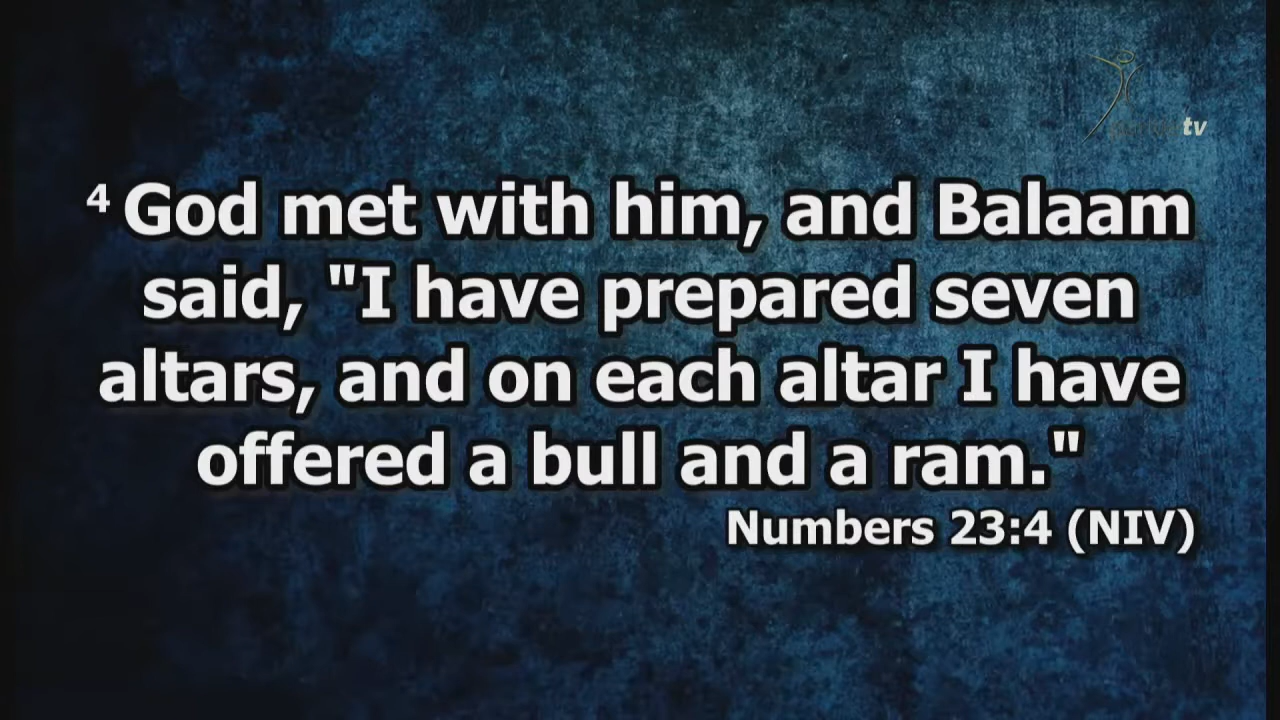 tv
4 God met with him, and Balaam
said, "I have prepared seven
altars, and on each altar I have
offered a bull and a ram."
Numbers 23:4 (NIV)